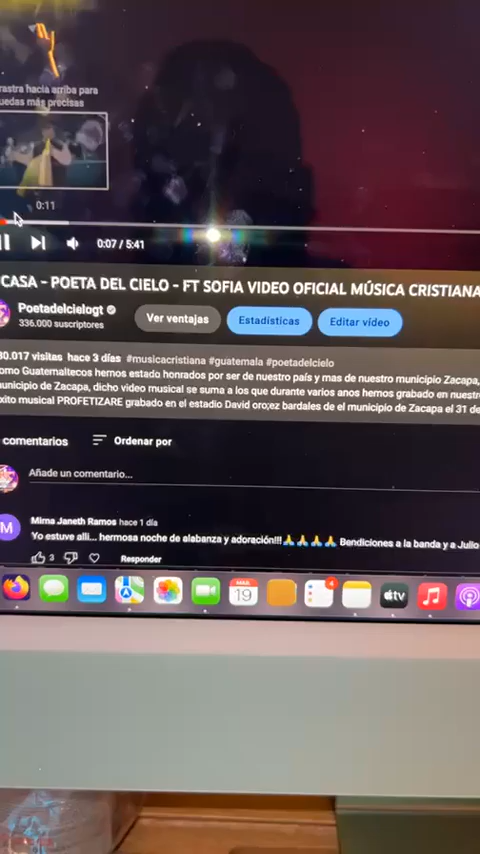 rastra hacia arriba para
uedas más precisas
0:11
0:07 / 5:41
CASA - POETA DEL CIELO - FT SOFIA VIDEO OFICIAL MÚSICA CRISTIANA
Poetadelcielogt
336.000 suscriptores
Ver ventajas
Estadísticas
Editar vídeo
30.017 visitas hace 3 días #musicacristiana #guatemala #poetadelcielo
omo Guatemaltecos hemos estado honrados por ser de nuestro país y mas de nuestro municipio Zacapa,
unicipio de Zacapa, dicho video musical se suma a los que durante varios anos hemos grabado en nuestr
xito musical PROFETIZARE grabado en el estadio David oro;ez bardales de el municipio de Zacapa el 31 de
comentarios
Ordenar por
Añade un comentario...
M
Mirna Janeth Ramos hace 1 día
Yo estuve alli... hermosa noche de alabanza y adoración!!!🙏🙏🙏🙏 Bendiciones a la banda y a Julio
3
Responder
MAR
19
4
tv